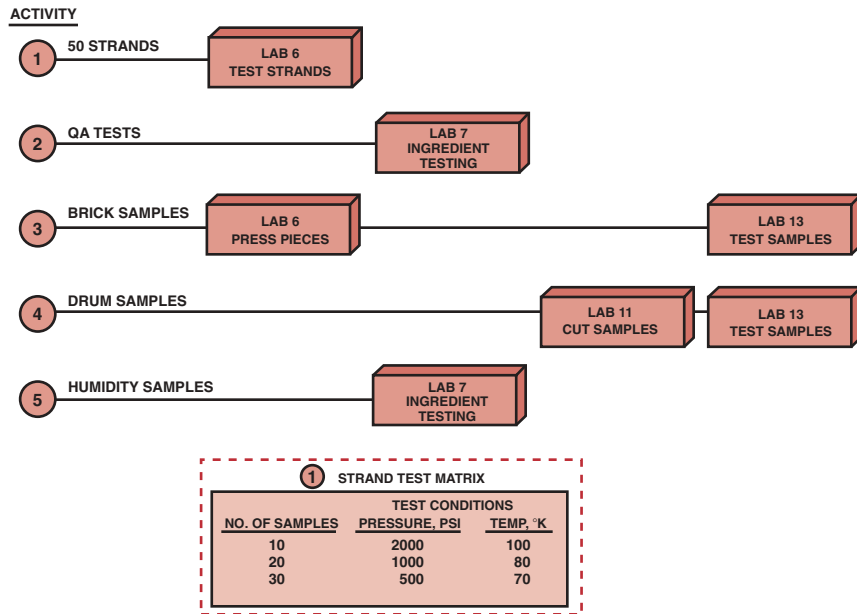 ACTIVITY
1 50 STRANDS
LAB 6
TEST STRANDS
2 QA TESTS
LAB 7
INGREDIENT
TESTING
3 BRICK SAMPLES
LAB 6
PRESS PIECES
LAB 13
TEST SAMPLES
4 DRUM SAMPLES
LAB 11
CUT SAMPLES
LAB 13
TEST SAMPLES
5 HUMIDITY SAMPLES
LAB 7
INGREDIENT
TESTING
1 STRAND TEST MATRIX
TEST CONDITIONS
NO. OF SAMPLES PRESSURE, PSI TEMP, °K
10 2000 100
20 1000 80
30 500 70